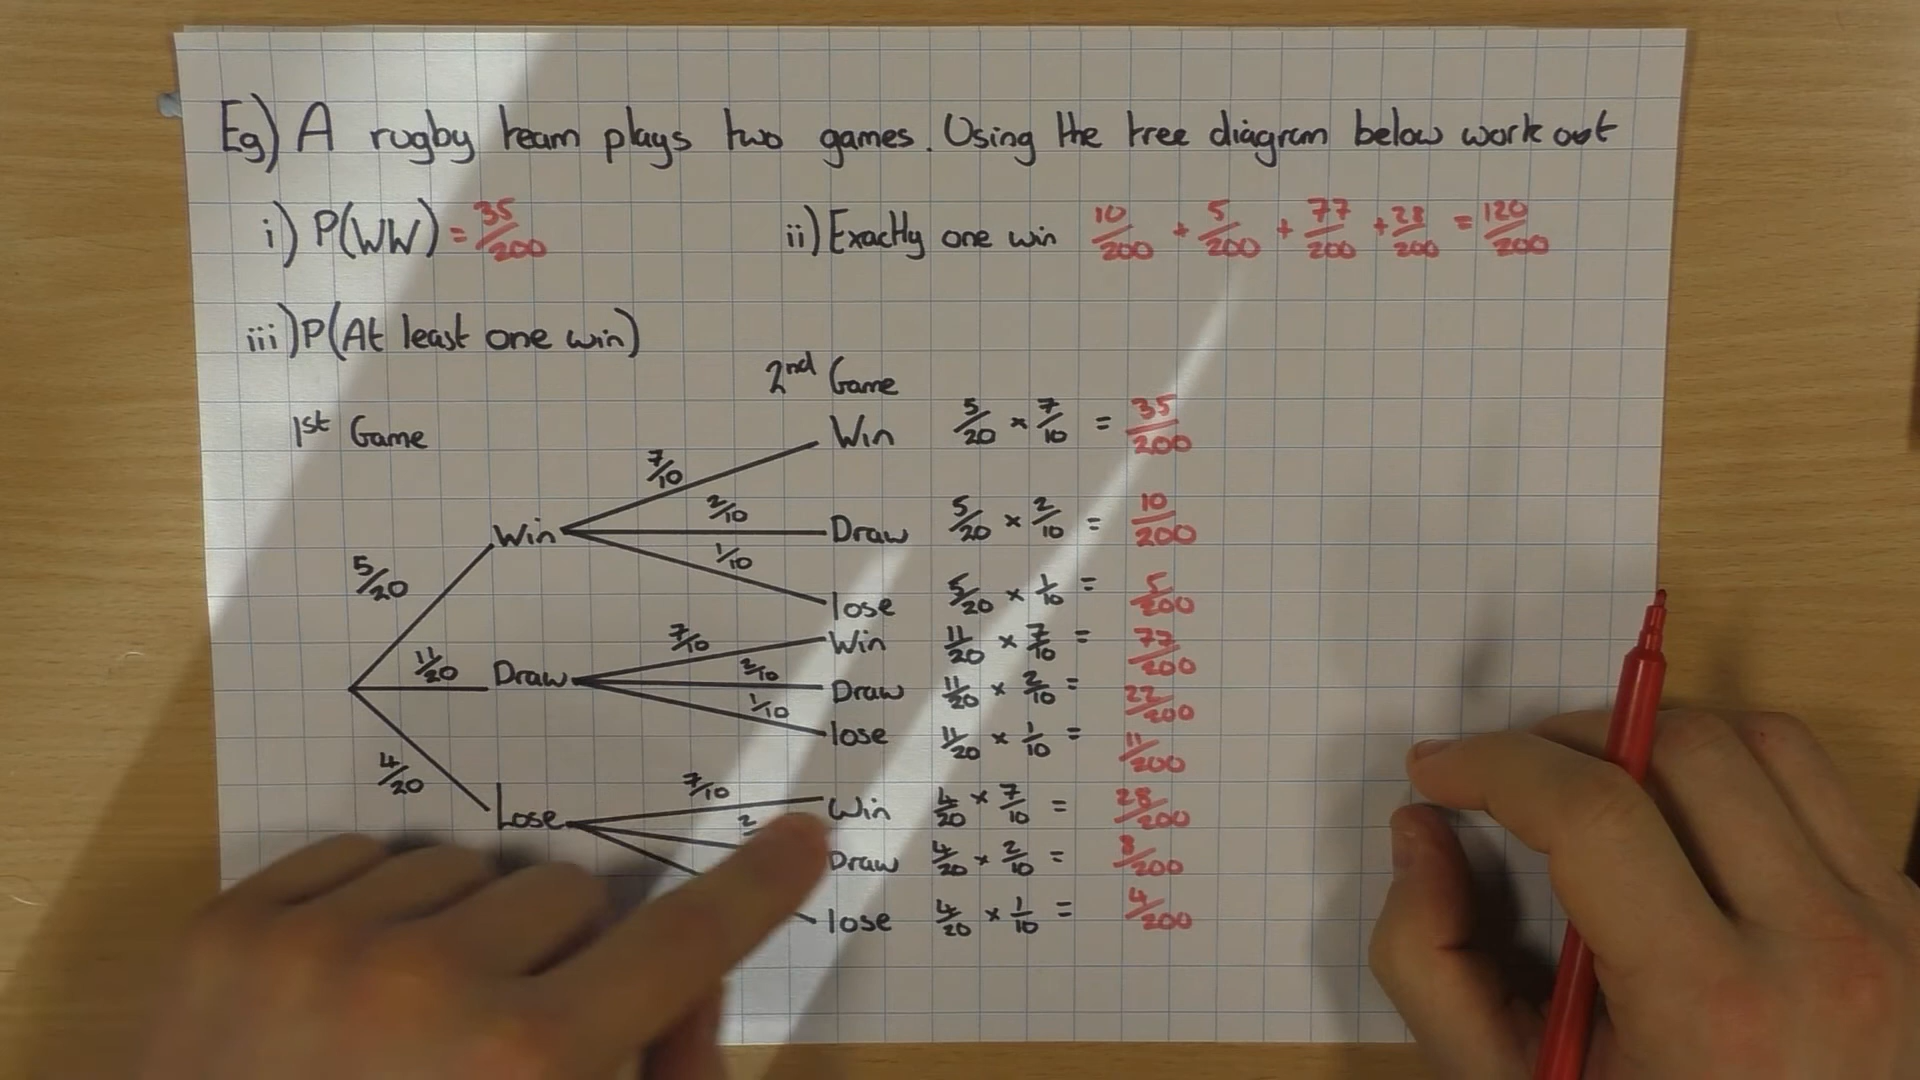 Eg) A rugby team plays two games. Using the tree diagram below work out
i) P(WW) = 35/200
ii) Exactly one win 10/200 + 5/200 + 77/200 + 28/200 = 120/200
iii) P(At least one win)
2nd Game
1st Game
Win 5/20 × 7/10 = 35/200
7/10
2/10
Draw 5/20 × 2/10 = 10/200
Win
1/10
5/20
lose 5/20 × 1/10 = 5/200
7/10
Win 11/20 × 7/10 = 77/200
11/20 Draw
2/10
Draw 11/20 × 2/10 = 22/200
1/10
lose 11/20 × 1/10 = 11/200
4/20
7/10
Win 4/20 × 7/10 = 28/200
Lose
2
Draw 4/20 × 2/10 = 8/200
lose 4/20 × 1/10 = 4/200